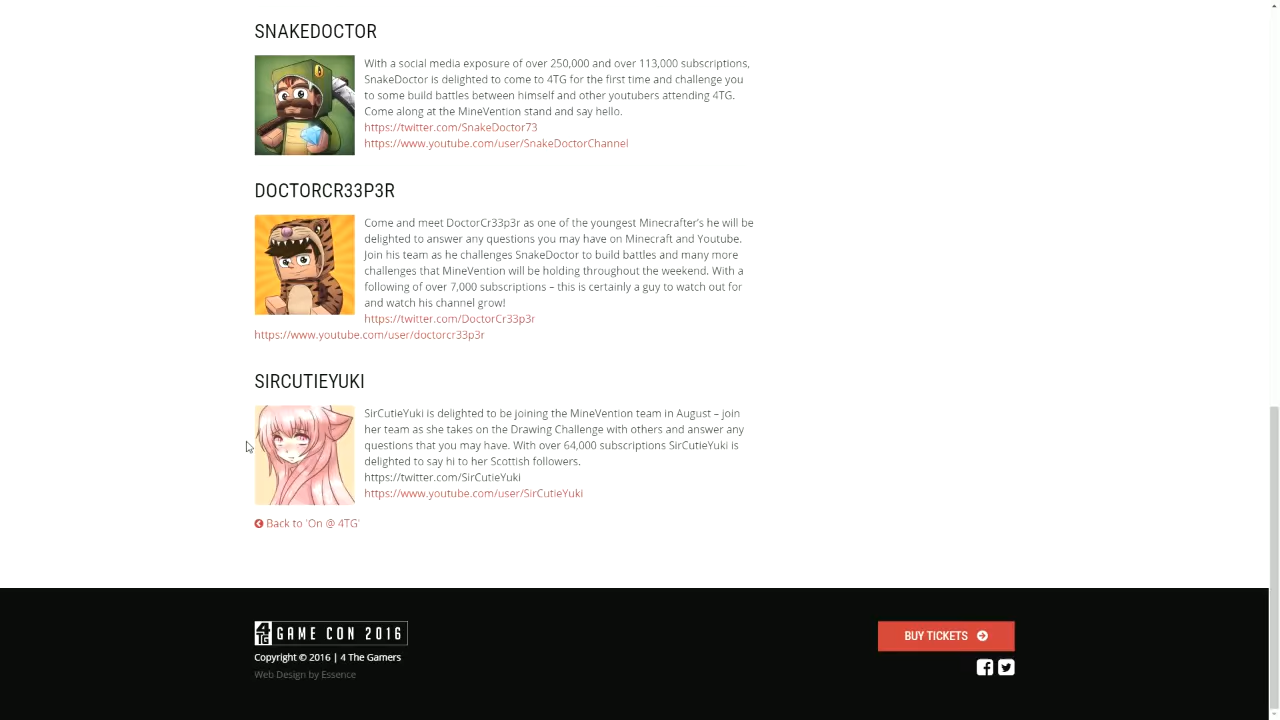 SNAKEDOCTOR
With a social media exposure of over 250,000 and over 113,000 subscriptions,
SnakeDoctor is delighted to come to 4TG for the first time and challenge you
to some build battles between himself and other youtubers attending 4TG.
Come along at the MineVention stand and say hello.
https://twitter.com/SnakeDoctor73
https://www.youtube.com/user/SnakeDoctorChannel
DOCTORCR33P3R
Come and meet DoctorCr33p3r as one of the youngest Minecrafter's he will be
delighted to answer any questions you may have on Minecraft and Youtube.
Join his team as he challenges SnakeDoctor to build battles and many more
challenges that MineVention will be holding throughout the weekend. With a
following of over 7,000 subscriptions – this is certainly a guy to watch out for
and watch his channel grow!
https://twitter.com/DoctorCr33p3r
https://www.youtube.com/user/doctorcr33p3r
SIRCUTIEYUKI
SirCutieYuki is delighted to be joining the MineVention team in August – join
her team as she takes on the Drawing Challenge with others and answer any
questions that you may have. With over 64,000 subscriptions SirCutieYuki is
delighted to say hi to her Scottish followers.
https://twitter.com/SirCutieYuki
https://www.youtube.com/user/SirCutieYuki
Back to 'On @ 4TG'
4TG GAME CON 2016
BUY TICKETS
Copyright © 2016 | 4 The Gamers
Web Design by Essence